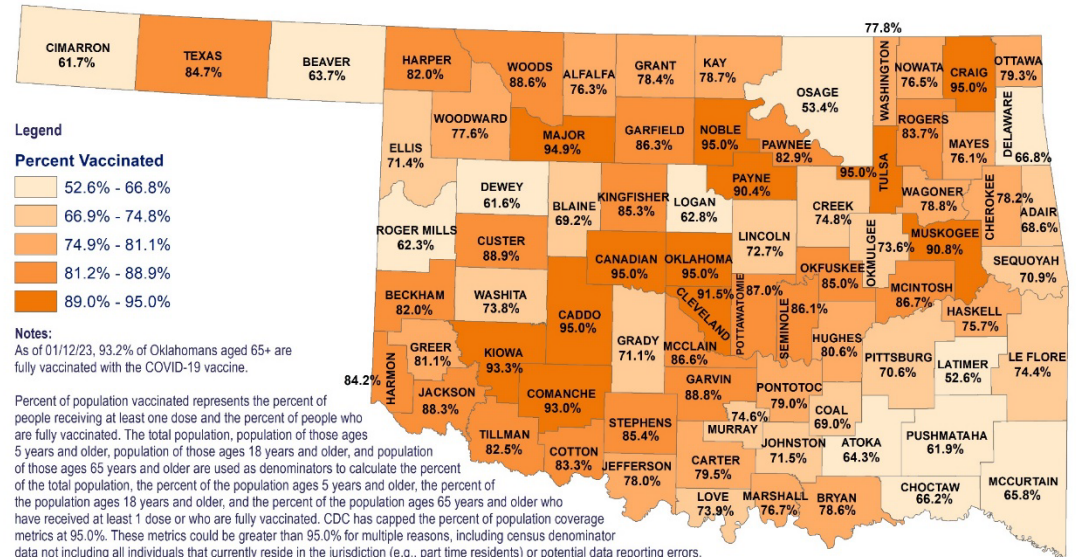 77.8%
CIMARRON
61.7%
TEXAS
84.7%
BEAVER
63.7%
HARPER
82.0%
WOODS
88.6%
ALFALFA
76.3%
GRANT
78.4%
KAY
78.7%
OSAGE
53.4%
WASHINGTON
NOWATA
76.5%
CRAIG
95.0%
OTTAWA
79.3%
WOODWARD
77.6%
MAJOR
94.9%
GARFIELD
86.3%
NOBLE
95.0%
PAWNEE
82.9%
ROGERS
83.7%
MAYES
76.1%
DELAWARE
66.8%
ELLIS
71.4%
DEWEY
61.6%
BLAINE
69.2%
KINGFISHER
85.3%
LOGAN
62.8%
PAYNE
90.4%
95.0%
TULSA
CREEK
74.8%
WAGONER
78.8%
CHEROKEE
78.2%
ADAIR
68.6%
ROGER MILLS
62.3%
CUSTER
88.9%
CANADIAN
95.0%
OKLAHOMA
95.0%
LINCOLN
72.7%
OKMULGEE
73.6%
MUSKOGEE
90.8%
SEQUOYAH
70.9%
BECKHAM
82.0%
WASHITA
73.8%
CADDO
95.0%
GRADY
71.1%
91.5%
CLEVELAND
POTTAWATOMIE
87.0%
SEMINOLE
86.1%
OKFUSKEE
85.0%
MCINTOSH
86.7%
HASKELL
75.7%
HUGHES
80.6%
MCCLAIN
86.6%
PITTSBURG
70.6%
LATIMER
52.6%
LE FLORE
74.4%
GREER
81.1%
KIOWA
93.3%
84.2%
HARMON
JACKSON
88.3%
COMANCHE
93.0%
GARVIN
88.8%
PONTOTOC
79.0%
COAL
69.0%
TILLMAN
82.5%
COTTON
83.3%
STEPHENS
85.4%
74.6%
MURRAY
JOHNSTON
71.5%
ATOKA
64.3%
PUSHMATAHA
61.9%
JEFFERSON
78.0%
CARTER
79.5%
LOVE
73.9%
MARSHALL
76.7%
BRYAN
78.6%
CHOCTAW
66.2%
MCCURTAIN
65.8%
Legend
Percent Vaccinated
52.6% - 66.8%
66.9% - 74.8%
74.9% - 81.1%
81.2% - 88.9%
89.0% - 95.0%
Notes:
As of 01/12/23, 93.2% of Oklahomans aged 65+ are
fully vaccinated with the COVID-19 vaccine.
Percent of population vaccinated represents the percent of
people receiving at least one dose and the percent of people who
are fully vaccinated. The total population, population of those ages
5 years and older, population of those ages 18 years and older, and population
of those ages 65 years and older are used as denominators to calculate the percent
of the total population, the percent of the population ages 5 years and older, the percent of
the population ages 18 years and older, and the percent of the population ages 65 years and older who
have received at least 1 dose or who are fully vaccinated. CDC has capped the percent of population coverage
metrics at 95.0%. These metrics could be greater than 95.0% for multiple reasons, including census denominator
data not including all individuals that currently reside in the jurisdiction (e.g., part time residents) or potential data reporting errors.